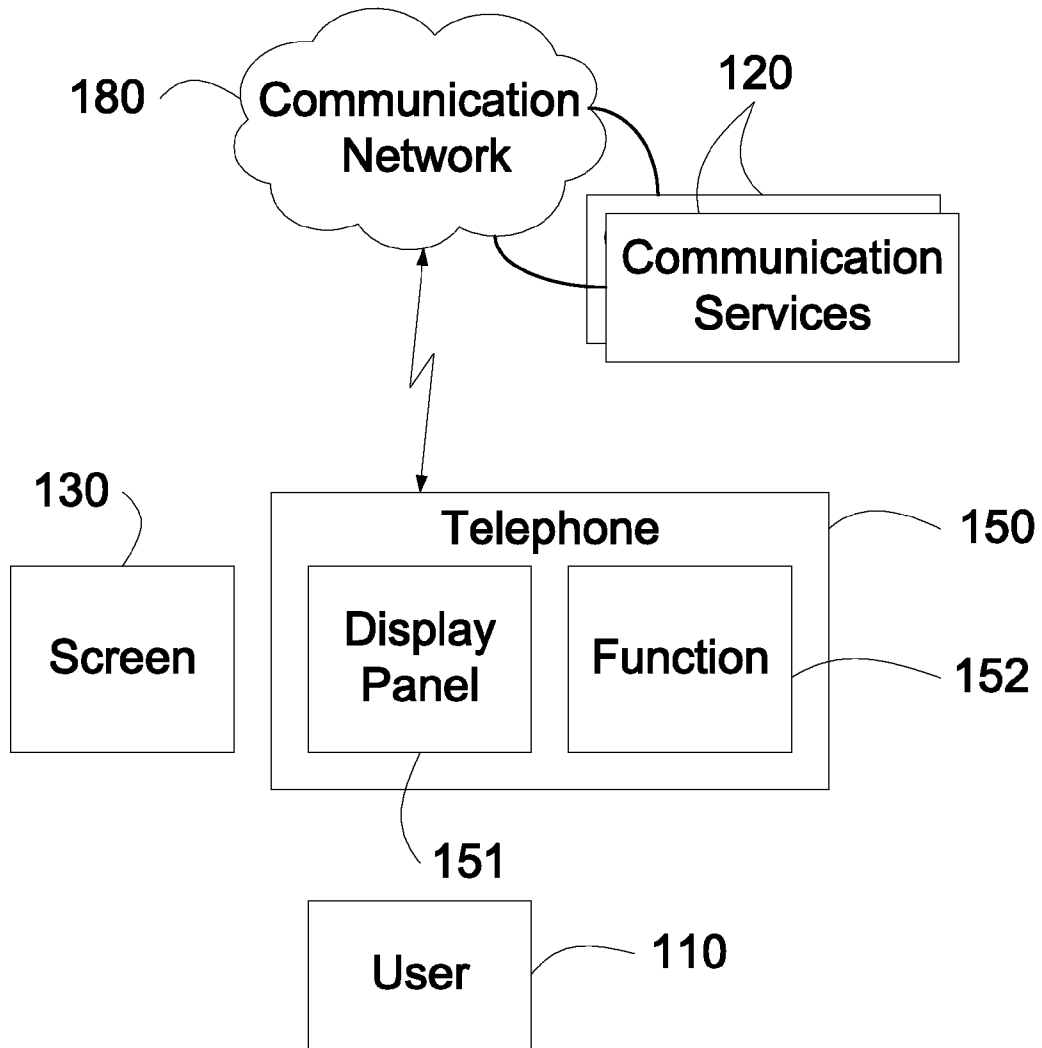 180
Communication
Network
120
Communication
Services
130
Telephone
150
Screen
Display
Panel
Function
152
151
User
110